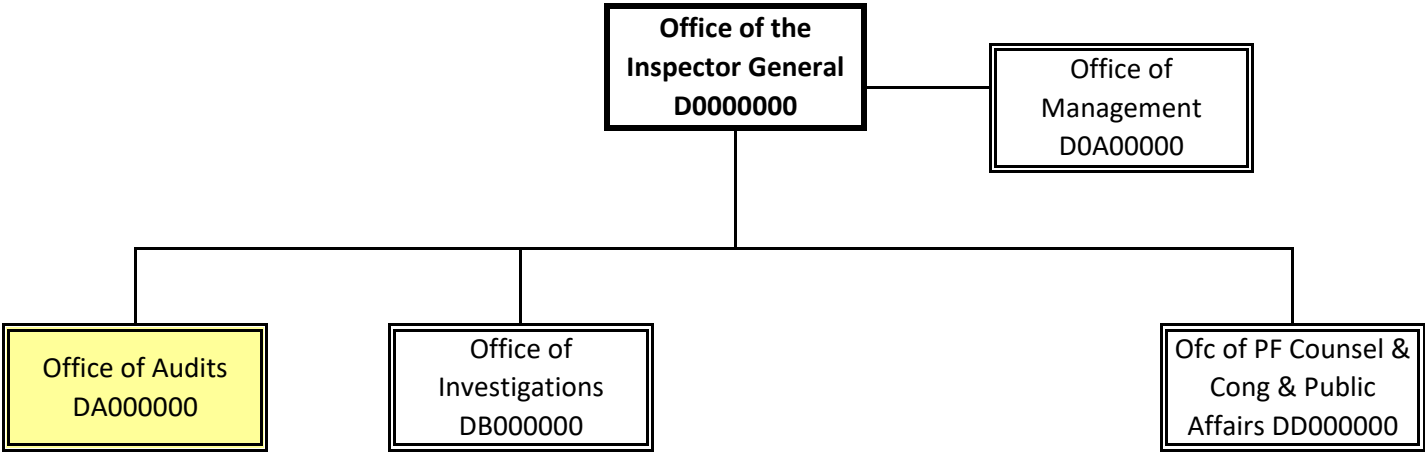 Office of the
Inspector General
D0000000
Office of
Management
D0A00000
Office of Audits
DA000000
Office of
Investigations
DB000000
Ofc of PF Counsel &
Cong & Public
Affairs DD000000